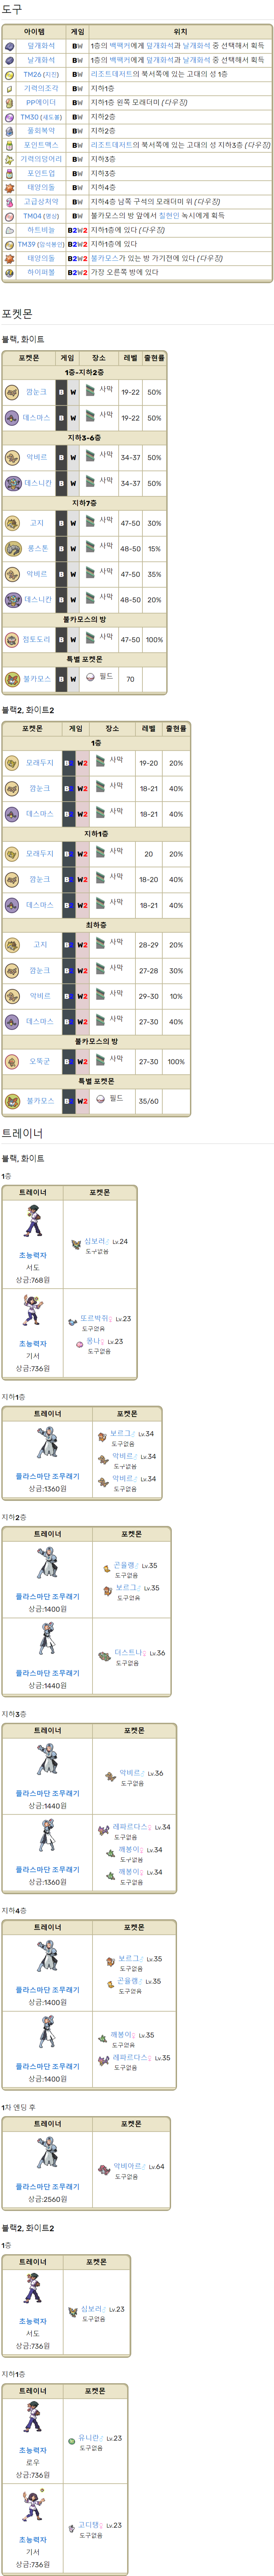 도구
아이템 게임 위치
덮개화석 BW 1층의 백팩커에게 덮개화석과 날개화석 중 선택해서 획득
날개화석 BW 1층의 백팩커에게 덮개화석과 날개화석 중 선택해서 획득
TM26 (지진) BW 리조트데저트의 북서쪽에 있는 고대의 성 1층
기력의조각 BW 지하1층
PP에이더 BW 지하1층 왼쪽 모래더미 (다우징)
TM30 (섀도볼) BW 지하2층
풀회복약 BW 지하2층
포인트맥스 BW 리조트데저트의 북서쪽에 있는 고대의 성 지하3층 (다우징)
기력의덩어리 BW 지하3층
포인트업 BW 지하3층
태양의돌 BW 지하4층
고급상처약 BW 지하4층 남쪽 구석의 모래더미 위 (다우징)
TM04 (명상) BW 불카모스의 방 앞에서 칠현인 녹시에게 획득
하트비늘 B2W2 지하1층에 있다 (다우징)
TM39 (암석봉인) B2W2 지하1층에 있다
태양의돌 B2W2 불카모스가 있는 방 가기전에 있다 (다우징)
하이퍼볼 B2W2 가장 오른쪽 방에 있다
포켓몬
블랙, 화이트
포켓몬 게임 장소 레벨 출현율
1층-지하2층
깜눈크 B W 사막 19-22 50%
데스마스 B W 사막 19-22 50%
지하3-6층
악비르 B W 사막 34-37 50%
데스니칸 B W 사막 34-37 50%
지하7층
고지 B W 사막 47-50 30%
롱스톤 B W 사막 48-50 15%
악비르 B W 사막 47-50 35%
데스니칸 B W 사막 48-50 20%
불카모스의 방
점토도리 B W 사막 47-50 100%
특별 포켓몬
불카모스 B W 필드 70
블랙2, 화이트2
포켓몬 게임 장소 레벨 출현율
1층
모래두지 B2 W2 사막 19-20 20%
깜눈크 B2 W2 사막 18-21 40%
데스마스 B2 W2 사막 18-21 40%
지하1층
모래두지 B2 W2 사막 20 20%
깜눈크 B2 W2 사막 18-20 40%
데스마스 B2 W2 사막 18-21 40%
최하층
고지 B2 W2 사막 28-29 20%
깜눈크 B2 W2 사막 27-28 30%
악비르 B2 W2 사막 29-30 10%
데스마스 B2 W2 사막 27-30 40%
불카모스의 방
오뚝군 B2 W2 사막 27-30 100%
특별 포켓몬
불카모스 B2 W2 필드 35/60
트레이너
블랙, 화이트
1층
트레이너 포켓몬
초능력자
서도
상금:768원
심보러♂ Lv.24
도구없음
초능력자
기서
상금:736원
또르박쥐♂ Lv.23
도구없음
몽나♀ Lv.23
도구없음
지하1층
트레이너 포켓몬
플라스마단 조무래기
상금:1360원
보르그♂ Lv.34
도구없음
악비르♂ Lv.34
도구없음
악비르♂ Lv.34
도구없음
지하2층
트레이너 포켓몬
플라스마단 조무래기
상금:1400원
곤율랭♂ Lv.35
도구없음
보르그♂ Lv.35
도구없음
플라스마단 조무래기
상금:1440원
더스트나♀ Lv.36
도구없음
지하3층
트레이너 포켓몬
플라스마단 조무래기
상금:1440원
악비르♂ Lv.36
도구없음
플라스마단 조무래기
상금:1360원
레파르다스♀ Lv.34
도구없음
깨봉이♀ Lv.34
도구없음
깨봉이♀ Lv.34
도구없음
지하4층
트레이너 포켓몬
플라스마단 조무래기
상금:1400원
보르그♂ Lv.35
도구없음
곤율랭♂ Lv.35
도구없음
플라스마단 조무래기
상금:1400원
깨봉이♀ Lv.35
도구없음
레파르다스♀ Lv.35
도구없음
1차 엔딩 후
트레이너 포켓몬
플라스마단 조무래기
상금:2560원
악비아르♂ Lv.64
도구없음
블랙2, 화이트2
1층
트레이너 포켓몬
초능력자
서도
상금:736원
심보러♂ Lv.23
도구없음
지하1층
트레이너 포켓몬
초능력자
로우
상금:736원
유니란♂ Lv.23
도구없음
초능력자
기서
상금:736원
고디탱♀ Lv.23
도구없음